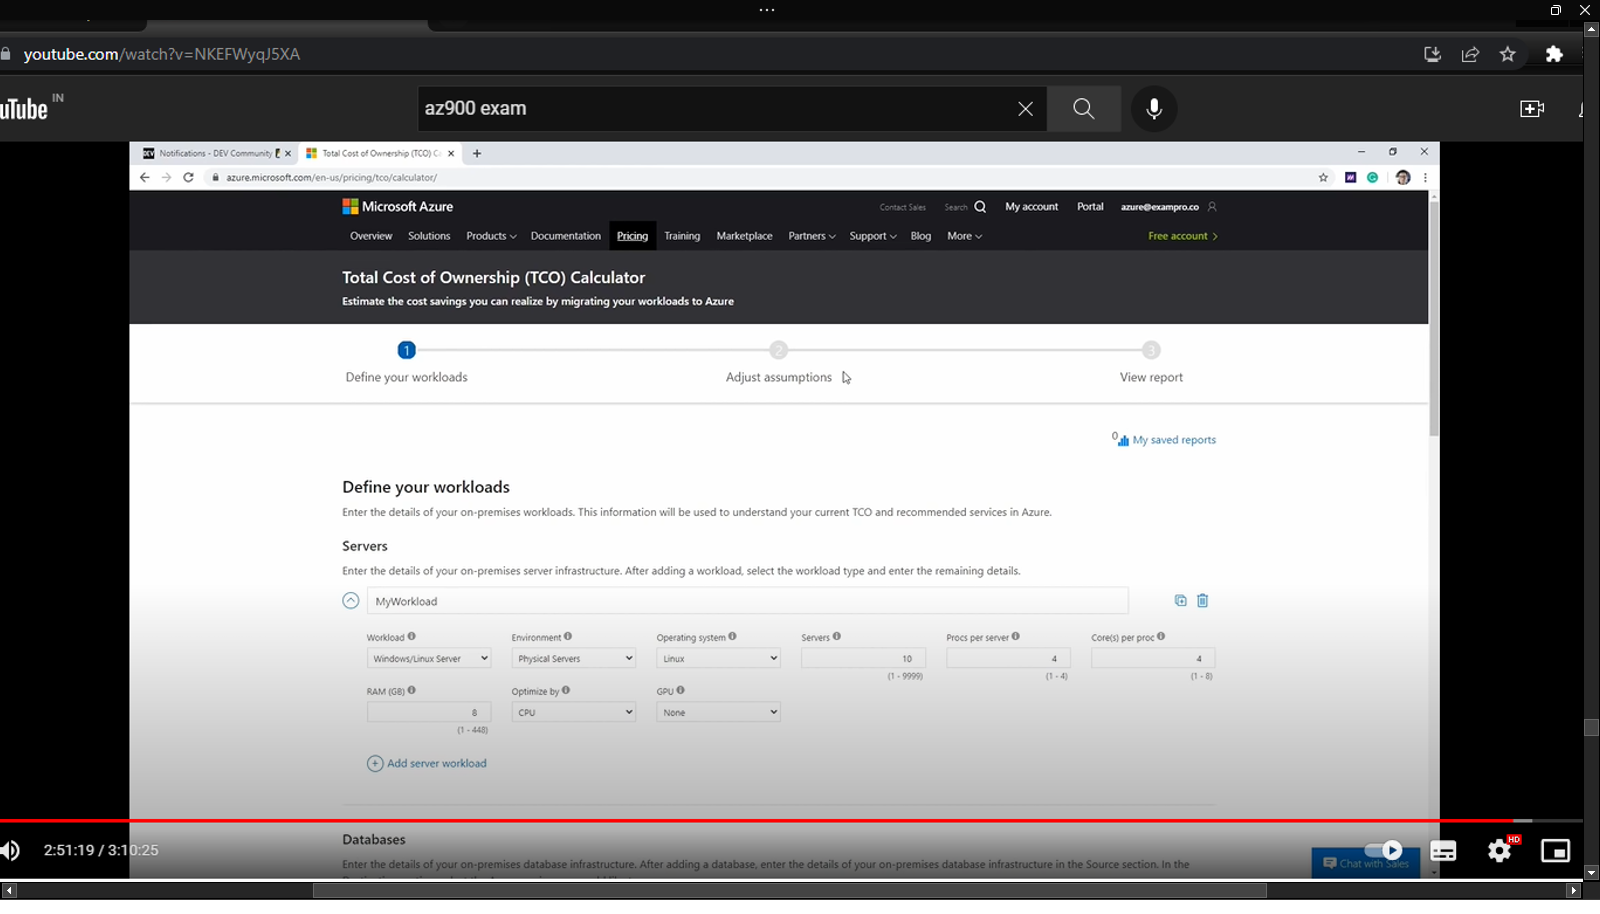 youtube.com/watch?v=NKEFWyqJ5XA
uTube IN
az900 exam
DEV Notifications - DEV Community
Total Cost of Ownership (TCO) C
azure.microsoft.com/en-us/pricing/tco/calculator/
Microsoft Azure
Contact Sales Search My account Portal azure@exampro.co
Overview Solutions Products Documentation Pricing Training Marketplace Partners Support Blog More Free account >
Total Cost of Ownership (TCO) Calculator
Estimate the cost savings you can realize by migrating your workloads to Azure
1 2 3
Define your workloads Adjust assumptions View report
0 My saved reports
Define your workloads
Enter the details of your on-premises workloads. This information will be used to understand your current TCO and recommended services in Azure.
Servers
Enter the details of your on-premises server infrastructure. After adding a workload, select the workload type and enter the remaining details.
MyWorkload
Workload Environment Operating system Servers Procs per server Core(s) per proc
Windows/Linux Server Physical Servers Linux 10 4 4
(1 - 9999) (1 - 4) (1 - 8)
RAM (GB) Optimize by GPU
8 CPU None
(1 - 448)
Add server workload
Databases
Enter the details of your on-premises database infrastructure. After adding a database, enter the details of your on-premises database infrastructure in the Source section. In the
2:51:19 / 3:10:25
Chat with Sales
HD